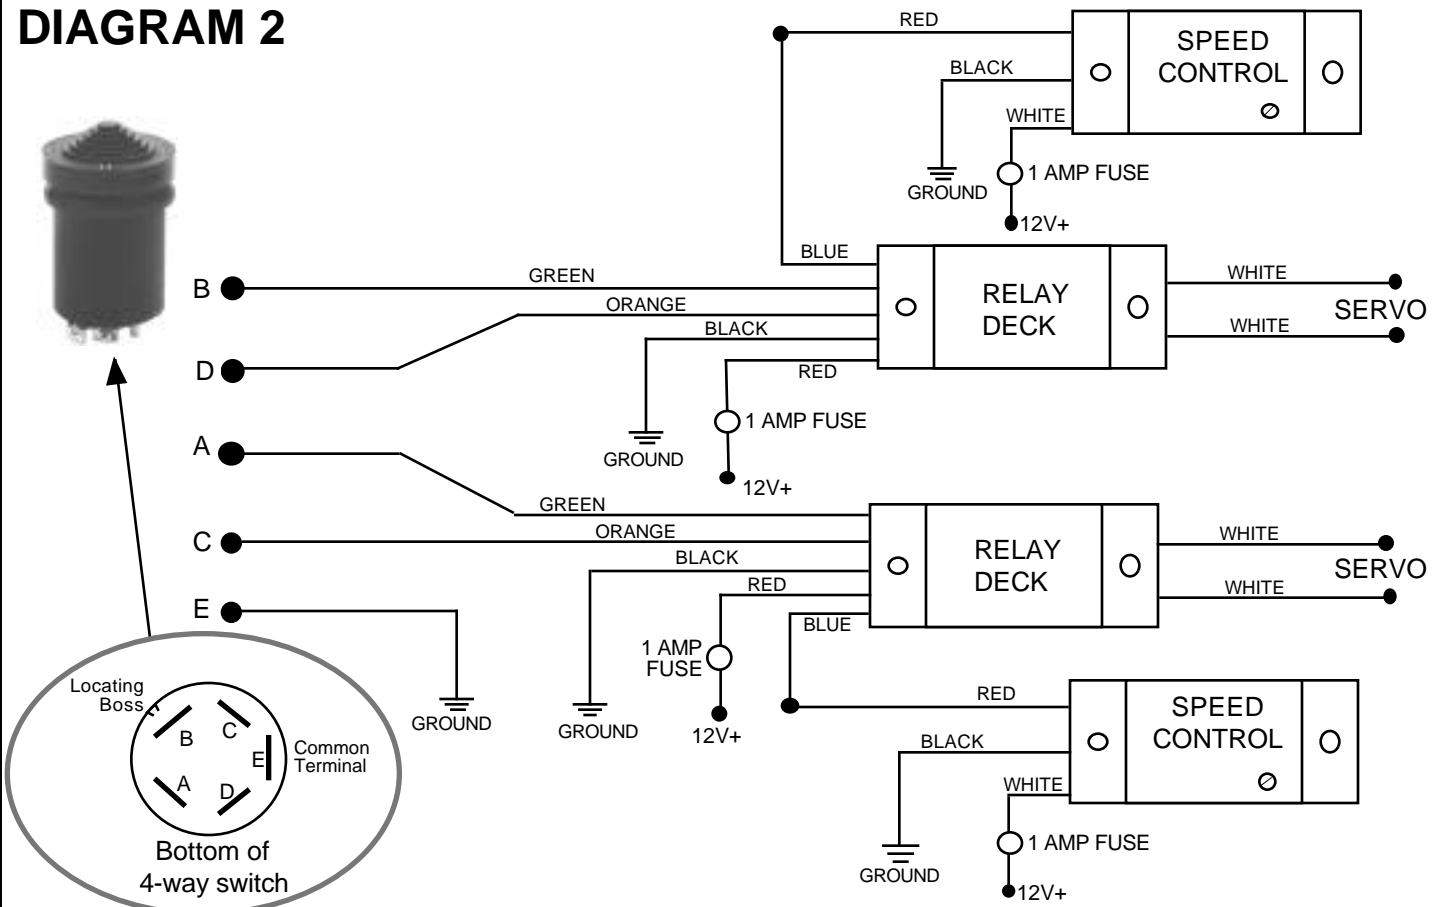 DIAGRAM 2
RED
SPEED
CONTROL
BLACK
WHITE
1 AMP FUSE
GROUND
12V+
BLUE
B
GREEN
RELAY
DECK
WHITE
ORANGE
SERVO
BLACK
WHITE
D
RED
1 AMP FUSE
A
GROUND
12V+
GREEN
C
ORANGE
RELAY
DECK
WHITE
BLACK
SERVO
RED
WHITE
E
BLUE
1 AMP
FUSE
Locating
Boss
GROUND
GROUND
12V+
RED
SPEED
CONTROL
BLACK
B
C
E
Common
Terminal
A
D
WHITE
1 AMP FUSE
Bottom of
4-way switch
GROUND
12V+